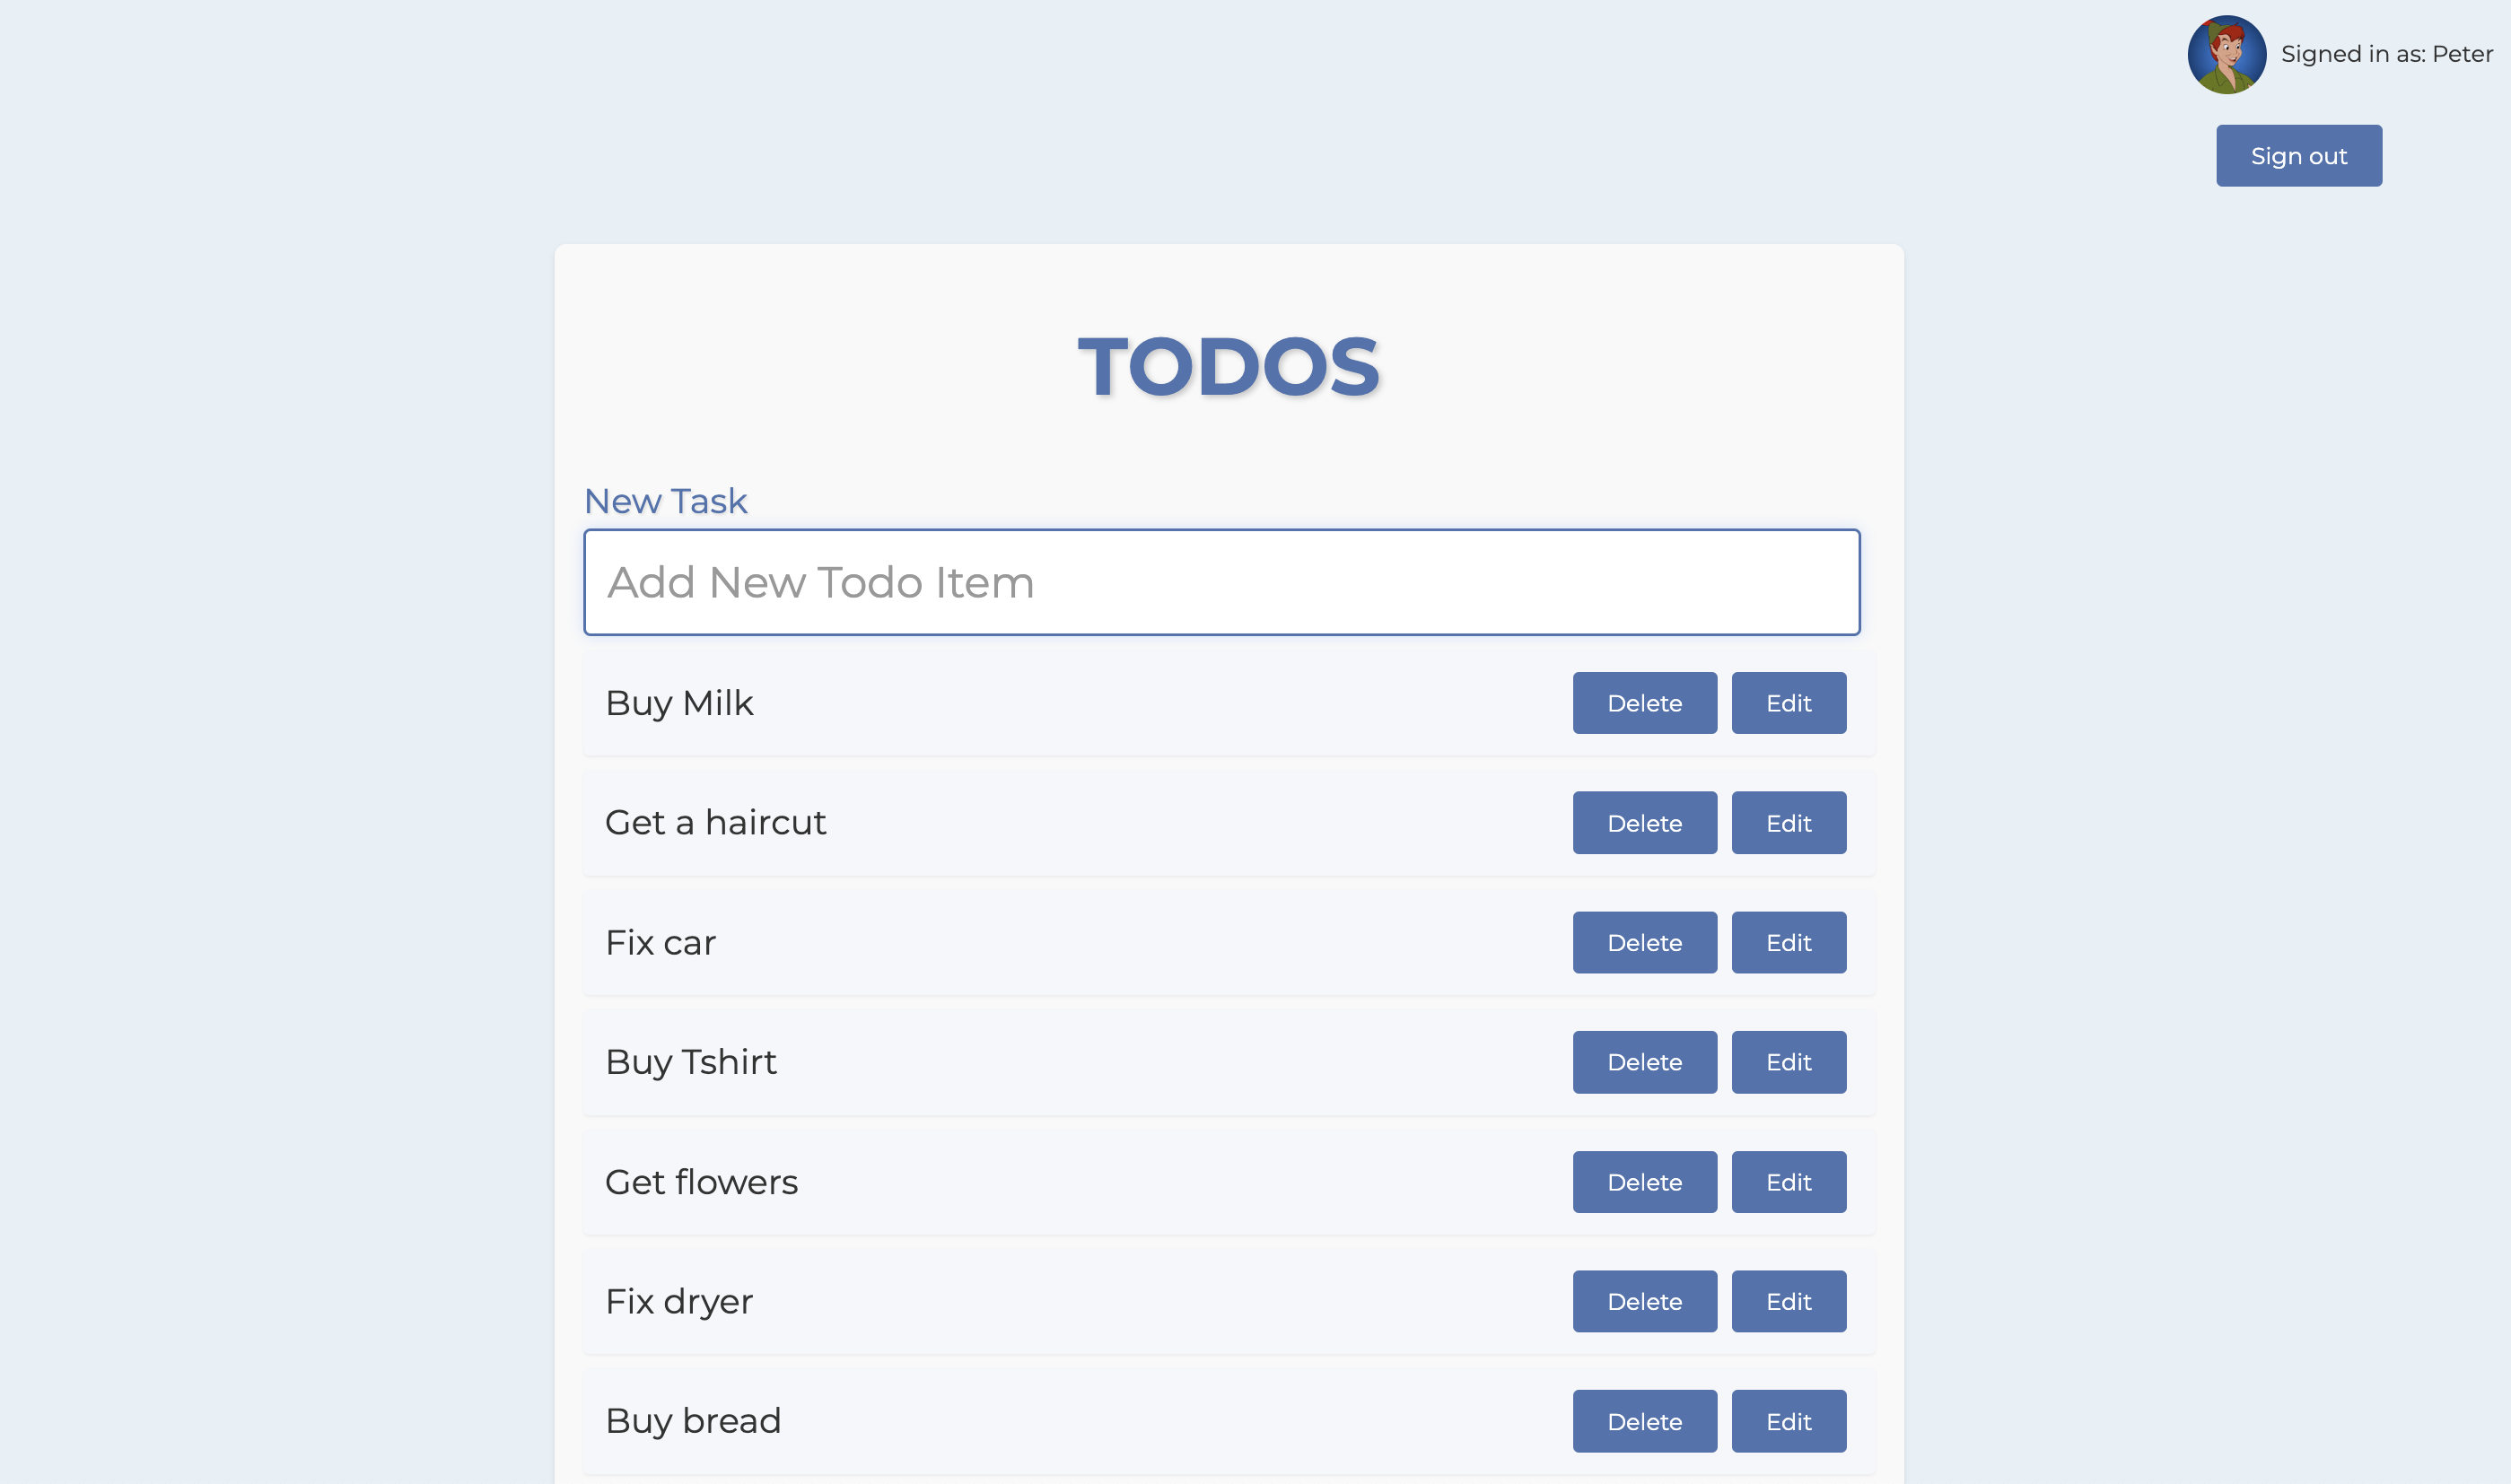 Signed in as: Peter
Sign out
TODOS
New Task
Add New Todo Item
Buy Milk Delete Edit
Get a haircut Delete Edit
Fix car Delete Edit
Buy Tshirt Delete Edit
Get flowers Delete Edit
Fix dryer Delete Edit
Buy bread Delete Edit